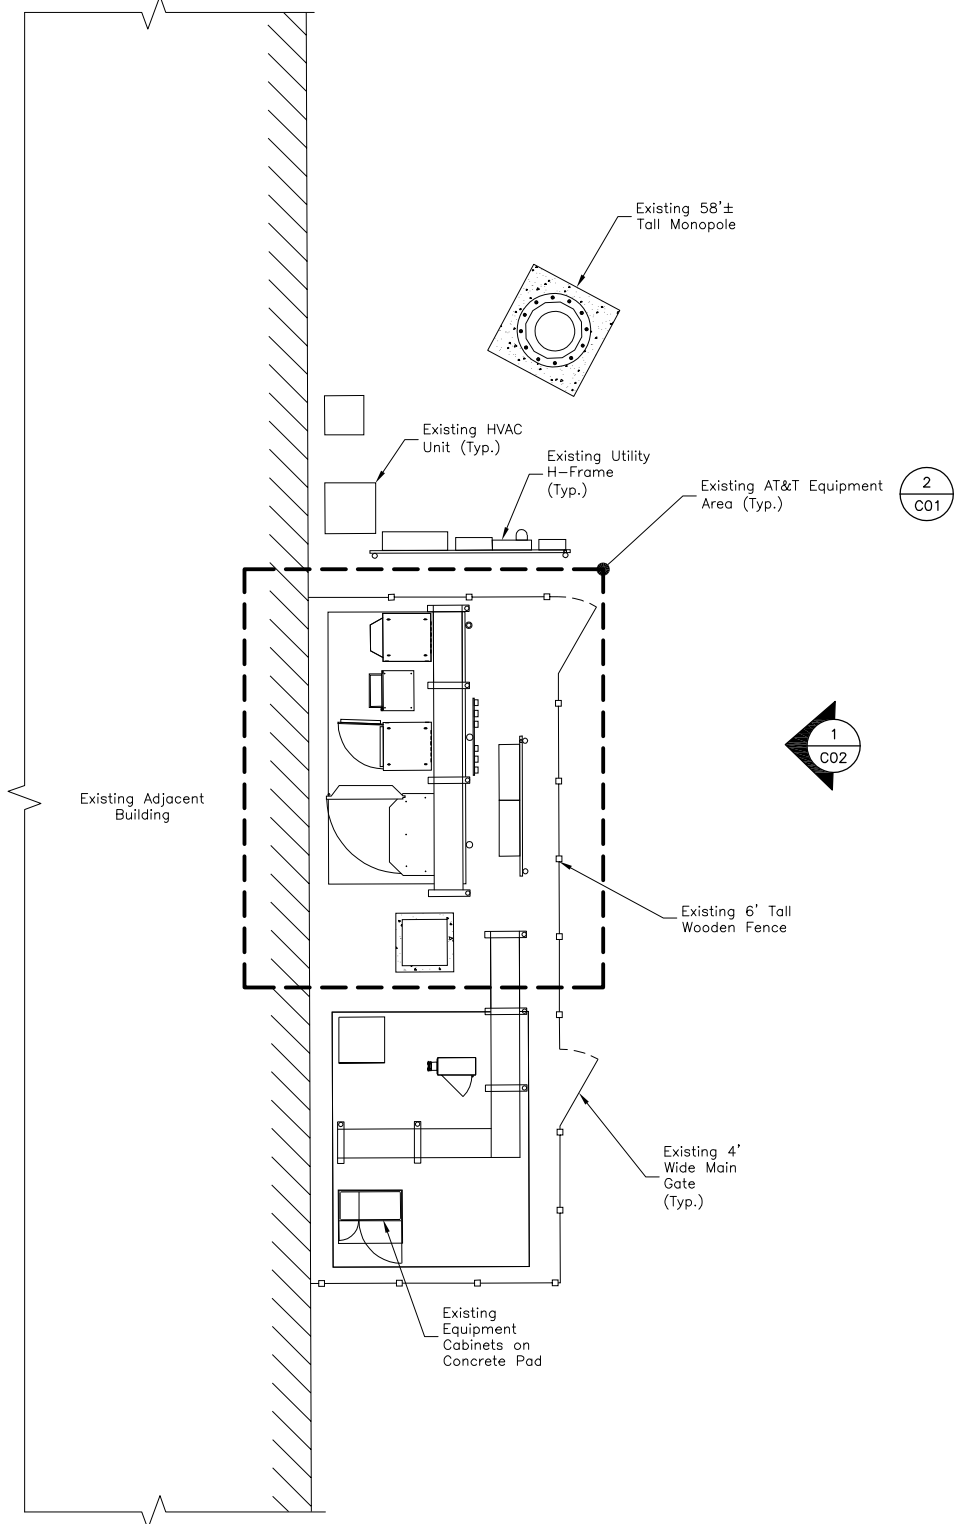 Existing 58'±
Tall Monopole
Existing HVAC
Unit (Typ.)
Existing Utility
H-Frame
(Typ.)
Existing AT&T Equipment
Area (Typ.)
2
C01
1
C02
Existing Adjacent
Building
Existing 6' Tall
Wooden Fence
Existing 4'
Wide Main
Gate
(Typ.)
Existing
Equipment
Cabinets on
Concrete Pad